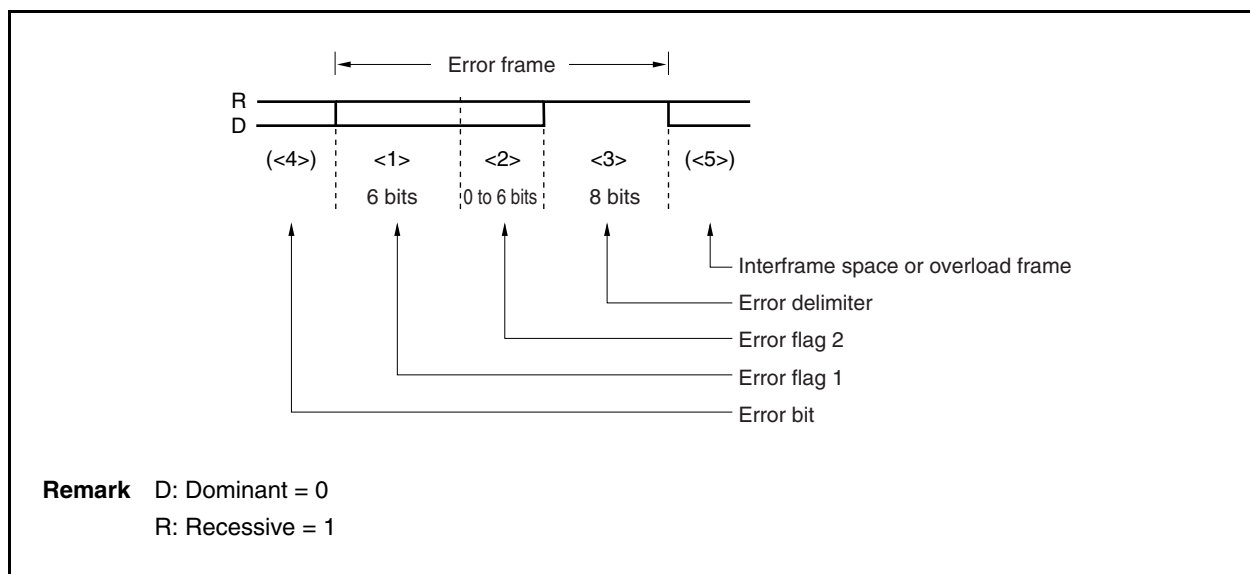 Error frame
R
D
(<4>) <1> <2> <3> (<5>)
6 bits 0 to 6 bits 8 bits
Interframe space or overload frame
Error delimiter
Error flag 2
Error flag 1
Error bit
Remark D: Dominant = 0
R: Recessive = 1